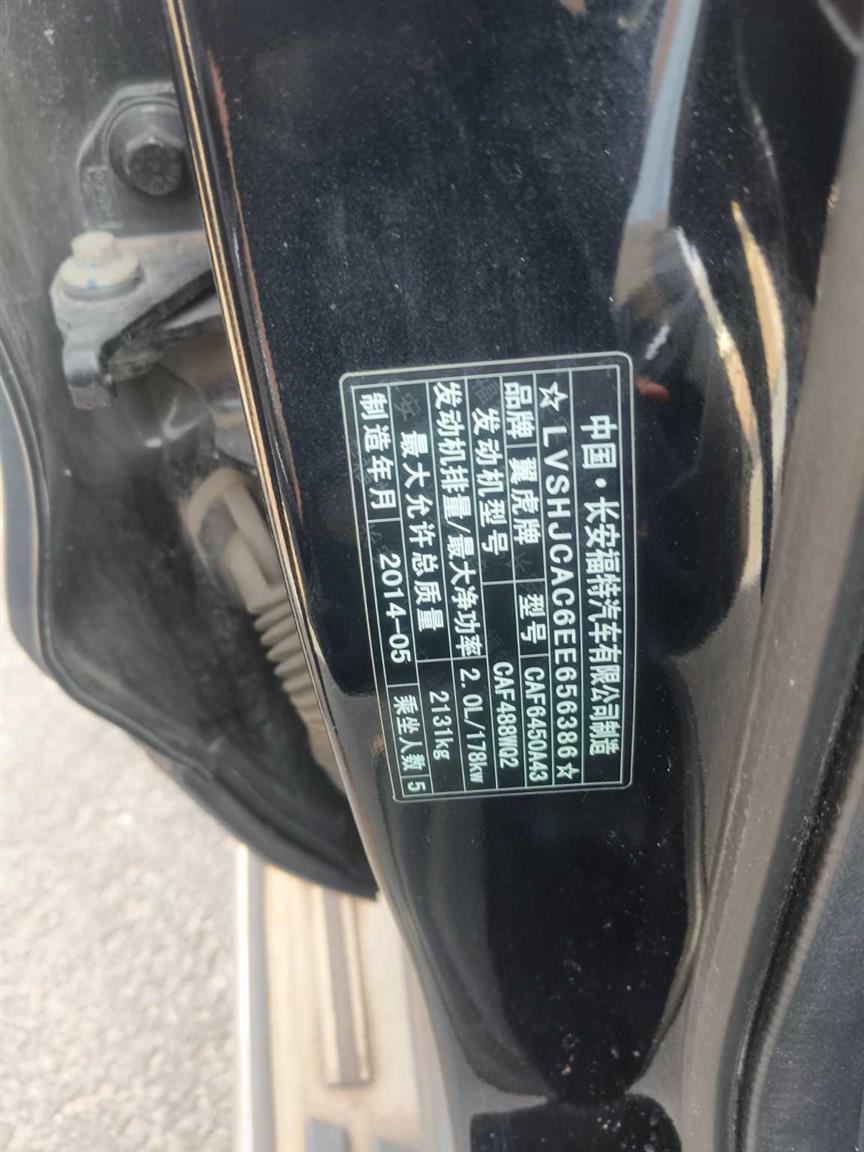 中国·长安福特汽车有限公司制造
☆LVSHJCAC6EE656386☆
品牌 翼虎牌 型号 CAF6450A43
发动机型号 CAF488WQ2
发动机排量/最大净功率 2.0L/178kw
最大允许总质量 2131kg
制造年月 2014-05 乘坐人数 5